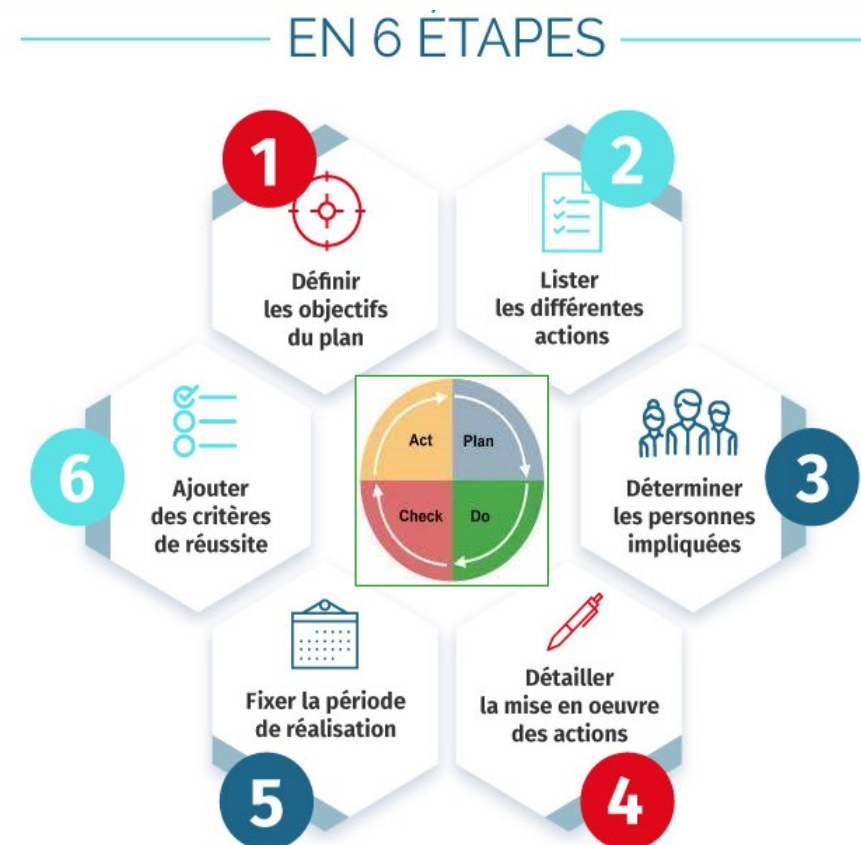 EN 6 ÉTAPES
1
Définir
les objectifs
du plan
2
Lister
les différentes
actions
3
Déterminer
les personnes
impliquées
4
Détailler
la mise en oeuvre
des actions
5
Fixer la période
de réalisation
6
Ajouter
des critères
de réussite
Act
Plan
Check
Do